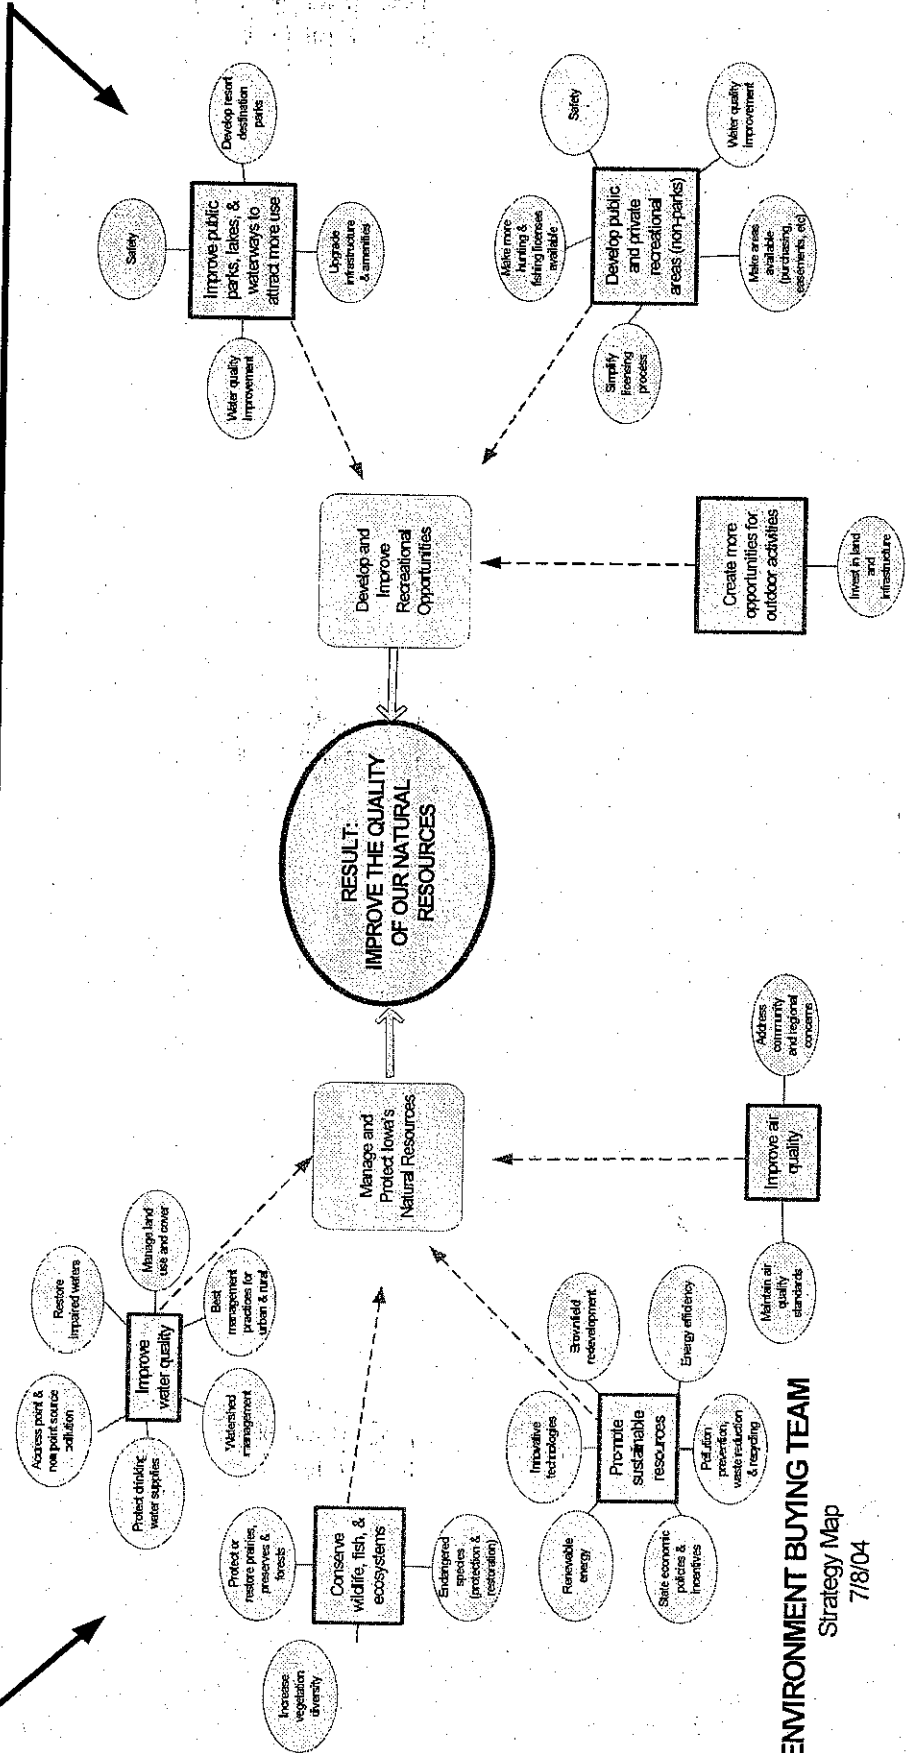 RESULT:
IMPROVE THE QUALITY
OF OUR NATURAL
RESOURCES
Manage and
Protect Iowa's
Natural Resources
Improve
water quality
Address point &
non point source
pollution
Restore
impaired waters
Manage land
use and cover
Best
management
practices for
urban & rural
Watershed
management
Protect drinking
water supplies
Conserve
wildlife, fish, &
ecosystems
Increase
vegetation
diversity
Protect or
restore prairies,
preserves &
forests
Endangered
species
(protection &
restoration)
Promote
sustainable
resources
Renewable
energy
Innovative
technologies
Brownfield
redevelopment
Energy efficiency
Pollution
prevention,
waste reduction
& recycling
State economic
policies &
incentives
Improve air
quality
Maintain air
quality
standards
Address
community
and regional
concerns
Develop and
Improve
Recreational
Opportunities
Improve public
parks, lakes, &
waterways to
attract more use
Water quality
improvement
Safety
Develop resort
destination
parks
Upgrade
infrastructure
& amenities
Develop public
and private
recreational
areas (non-parks)
Simplify
licensing
process
Make more
hunting &
fishing licenses
available
Safety
Water quality
improvement
Make areas
available
(purchasing,
easements, etc)
Create more
opportunities for
outdoor activities
Invest in land
and
infrastructure
ENVIRONMENT BUYING TEAM
Strategy Map
7/8/04